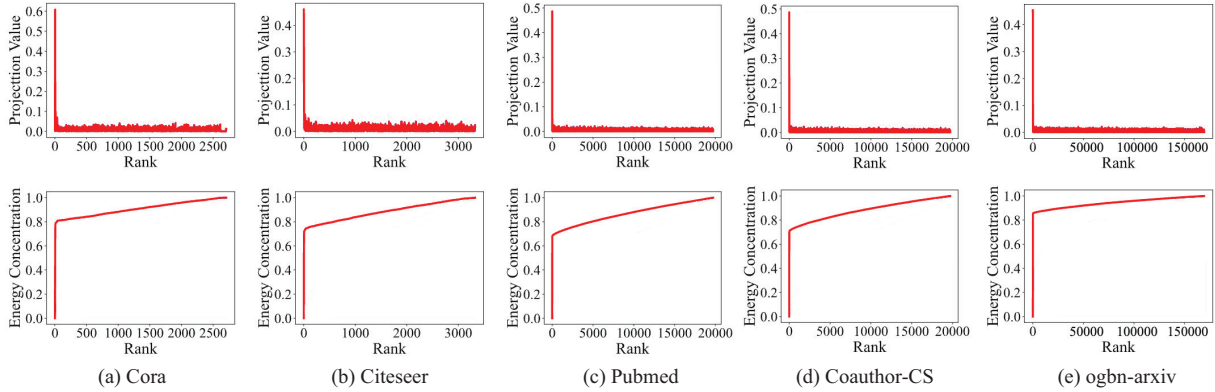 Projecttion Value
0.6
0.5
0.4
0.3
0.2
0.1
0.0
0 500 1000 1500 2000 2500
Rank
Projecttion Value
0.4
0.3
0.2
0.1
0.0
0 1000 2000 3000
Rank
Projecttion Value
0.5
0.4
0.3
0.2
0.1
0.0
0 5000 10000 15000 20000
Rank
Projecttion Value
0.5
0.4
0.3
0.2
0.1
0.0
0 5000 10000 15000 20000
Rank
Projecttion Value
0.4
0.3
0.2
0.1
0.0
0 50000 100000 150000
Rank
Energy Concentration
1.0
0.8
0.6
0.4
0.2
0.0
0 500 1000 1500 2000 2500
Rank
Energy Concentration
1.0
0.8
0.6
0.4
0.2
0.0
0 1000 2000 3000
Rank
Energy Concentration
1.0
0.8
0.6
0.4
0.2
0.0
0 5000 10000 15000 20000
Rank
Energy Concentration
1.0
0.8
0.6
0.4
0.2
0.0
0 5000 10000 15000 20000
Rank
Energy Concentration
1.0
0.8
0.6
0.4
0.2
0.0
0 50000 100000 150000
Rank
(a) Cora
(b) Citeseer
(c) Pubmed
(d) Coauthor-CS
(e) ogbn-arxiv